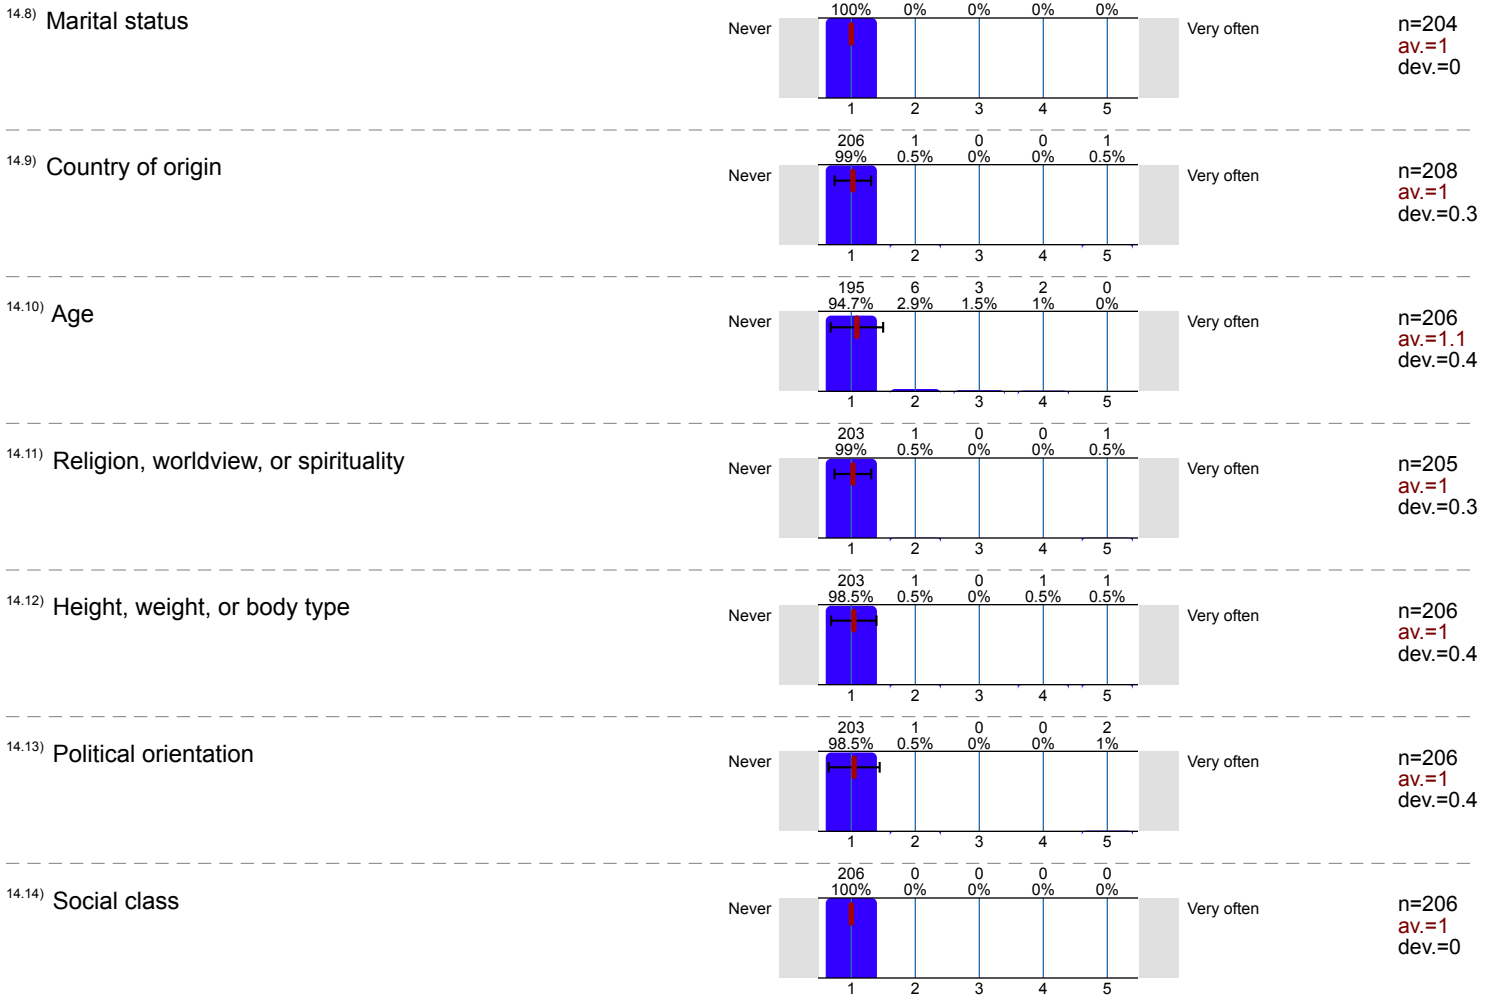 14.8) Marital status
100% 0% 0% 0% 0%
Never
Very often
1 2 3 4 5
n=204
av.=1
dev.=0
14.9) Country of origin
206 1 0 0 1
99% 0.5% 0% 0% 0.5%
Never
Very often
1 2 3 4 5
n=208
av.=1
dev.=0.3
14.10) Age
195 6 3 2 0
94.7% 2.9% 1.5% 1% 0%
Never
Very often
1 2 3 4 5
n=206
av.=1.1
dev.=0.4
14.11) Religion, worldview, or spirituality
203 1 0 0 1
99% 0.5% 0% 0% 0.5%
Never
Very often
1 2 3 4 5
n=205
av.=1
dev.=0.3
14.12) Height, weight, or body type
203 1 0 1 1
98.5% 0.5% 0% 0.5% 0.5%
Never
Very often
1 2 3 4 5
n=206
av.=1
dev.=0.4
14.13) Political orientation
203 1 0 0 2
98.5% 0.5% 0% 0% 1%
Never
Very often
1 2 3 4 5
n=206
av.=1
dev.=0.4
14.14) Social class
206 0 0 0 0
100% 0% 0% 0% 0%
Never
Very often
1 2 3 4 5
n=206
av.=1
dev.=0